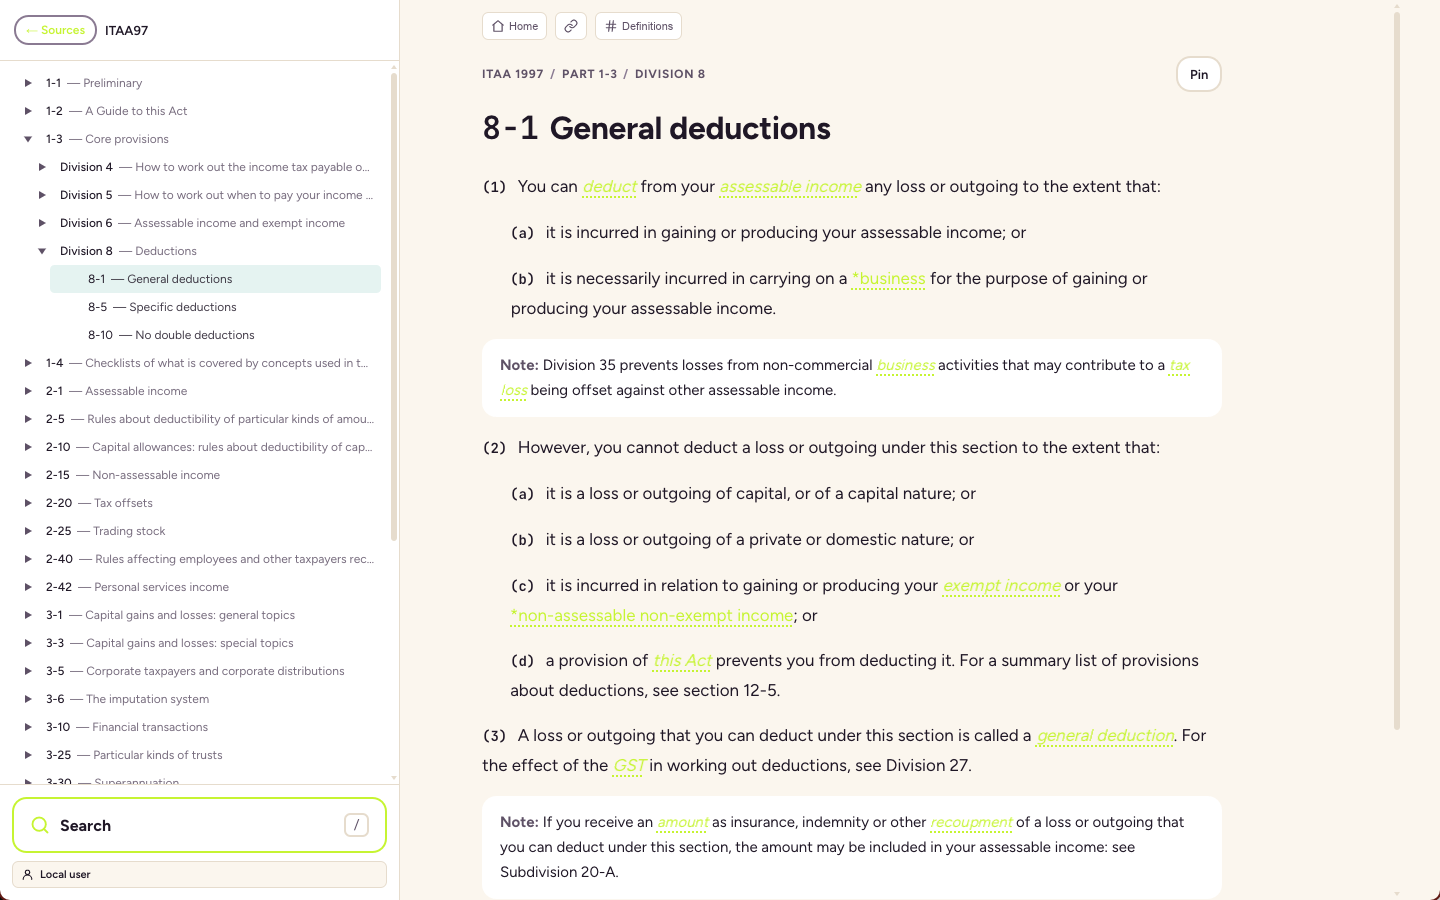 ← Sources ITAA97
1-1 — Preliminary
1-2 — A Guide to this Act
1-3 — Core provisions
Division 4 — How to work out the income tax payable o...
Division 5 — How to work out when to pay your income ...
Division 6 — Assessable income and exempt income
Division 8 — Deductions
8-1 — General deductions
8-5 — Specific deductions
8-10 — No double deductions
1-4 — Checklists of what is covered by concepts used in t...
2-1 — Assessable income
2-5 — Rules about deductibility of particular kinds of amou...
2-10 — Capital allowances: rules about deductibility of cap...
2-15 — Non-assessable income
2-20 — Tax offsets
2-25 — Trading stock
2-40 — Rules affecting employees and other taxpayers rec...
2-42 — Personal services income
3-1 — Capital gains and losses: general topics
3-3 — Capital gains and losses: special topics
3-5 — Corporate taxpayers and corporate distributions
3-6 — The imputation system
3-10 — Financial transactions
3-25 — Particular kinds of trusts
3-30 — Superannuation
Search /
Local user
Home Definitions
ITAA 1997 / PART 1-3 / DIVISION 8
Pin
8-1 General deductions
(1) You can deduct from your assessable income any loss or outgoing to the extent that:
(a) it is incurred in gaining or producing your assessable income; or
(b) it is necessarily incurred in carrying on a *business for the purpose of gaining or
producing your assessable income.
Note: Division 35 prevents losses from non-commercial business activities that may contribute to a tax
loss being offset against other assessable income.
(2) However, you cannot deduct a loss or outgoing under this section to the extent that:
(a) it is a loss or outgoing of capital, or of a capital nature; or
(b) it is a loss or outgoing of a private or domestic nature; or
(c) it is incurred in relation to gaining or producing your exempt income or your
*non-assessable non-exempt income; or
(d) a provision of this Act prevents you from deducting it. For a summary list of provisions
about deductions, see section 12-5.
(3) A loss or outgoing that you can deduct under this section is called a general deduction. For
the effect of the GST in working out deductions, see Division 27.
Note: If you receive an amount as insurance, indemnity or other recoupment of a loss or outgoing that
you can deduct under this section, the amount may be included in your assessable income: see
Subdivision 20-A.